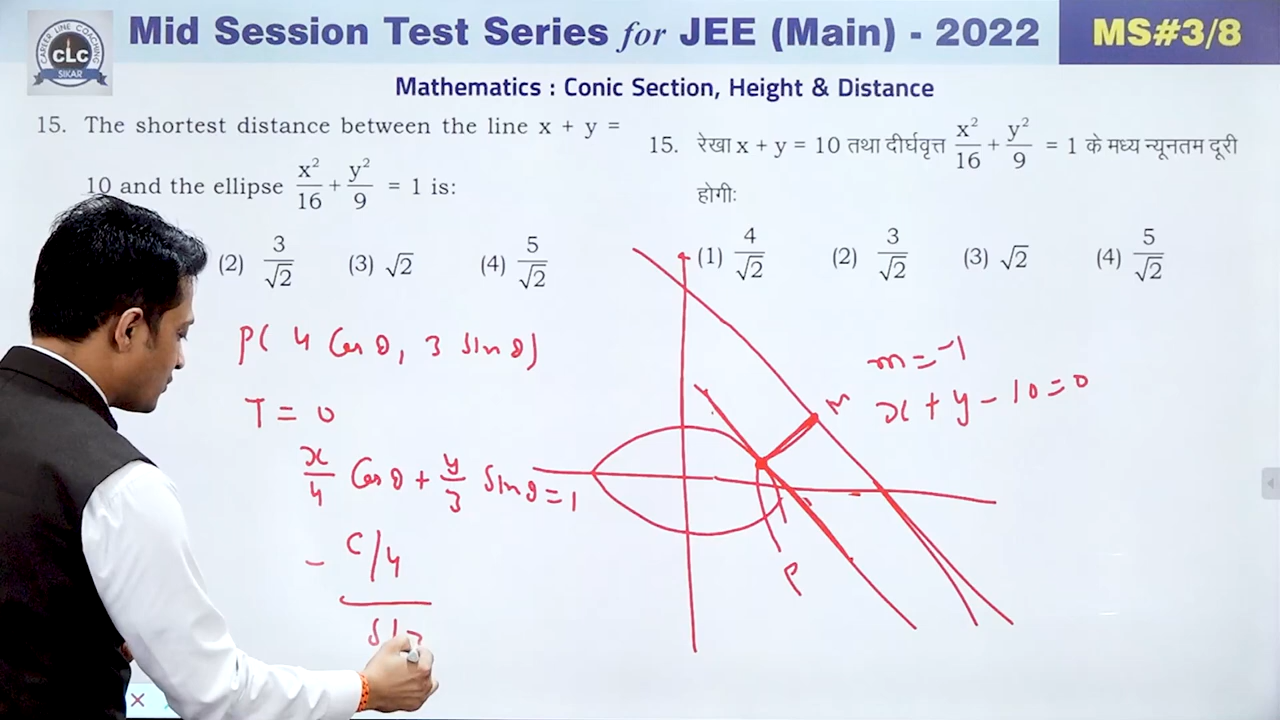 CAREER LINE COACHING
CLC
SIKAR
Mid Session Test Series for JEE (Main) - 2022
MS#3/8
Mathematics : Conic Section, Height & Distance
15. The shortest distance between the line x + y =
10 and the ellipse x²/16 + y²/9 = 1 is:
(2) 3/√2 (3) √2 (4) 5/√2
15. रेखा x + y = 10 तथा दीर्घवृत्त x²/16 + y²/9 = 1 के मध्य न्यूनतम दूरी
होगीः
(1) 4/√2 (2) 3/√2 (3) √2 (4) 5/√2
P( 4 Cos θ, 3 Sin θ)
T = 0
x/4 Cos θ + y/3 Sin θ = 1
- C/4
S/3
m = -1
x + y - 10 = 0
M
P